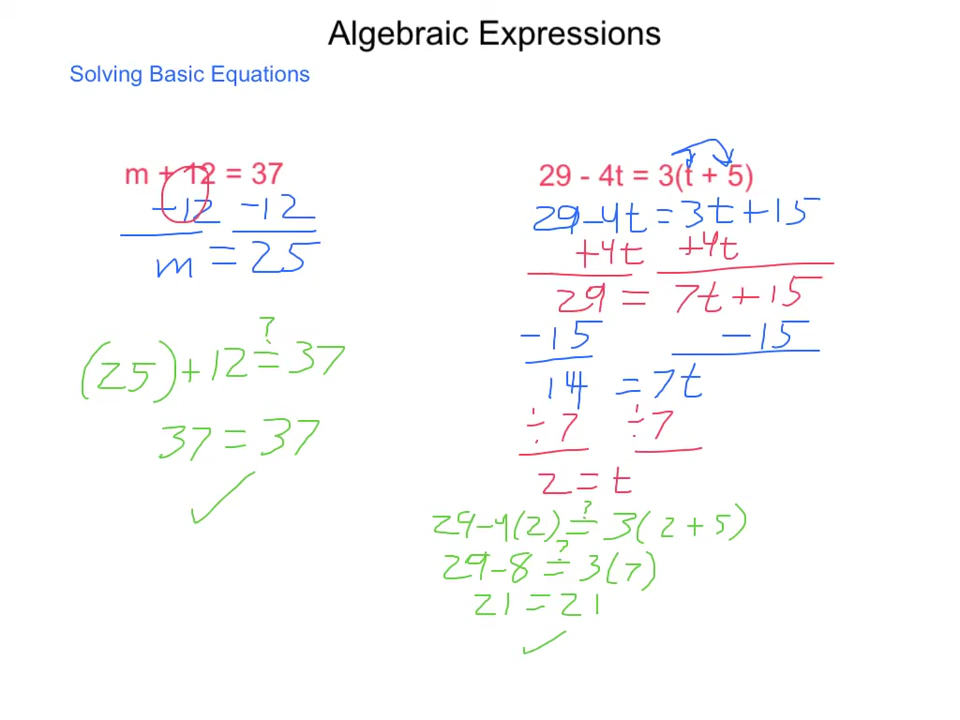 Algebraic Expressions
Solving Basic Equations
m + 12 = 37
-12 -12
m = 25
(25) + 12 ≟ 37
37 = 37
✓
29 - 4t = 3(t + 5)
29 - 4t = 3t + 15
+4t +4t
29 = 7t + 15
-15 -15
14 = 7t
÷7 ÷7
2 = t
29 - 4(2) ≟ 3(2 + 5)
29 - 8 ≟ 3(7)
21 = 21
✓